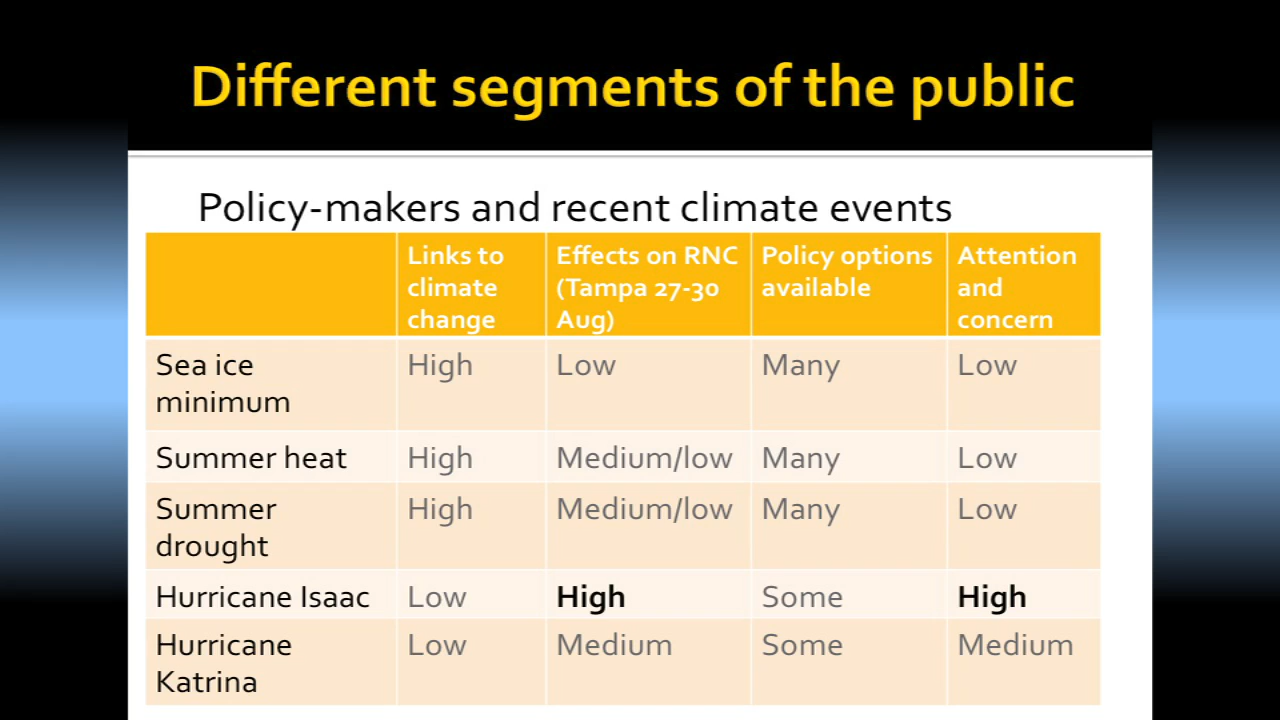 Different segments of the public
Policy-makers and recent climate events
Links to climate change Effects on RNC (Tampa 27-30 Aug) Policy options available Attention and concern
Sea ice minimum High Low Many Low
Summer heat High Medium/low Many Low
Summer drought High Medium/low Many Low
Hurricane Isaac Low High Some High
Hurricane Katrina Low Medium Some Medium